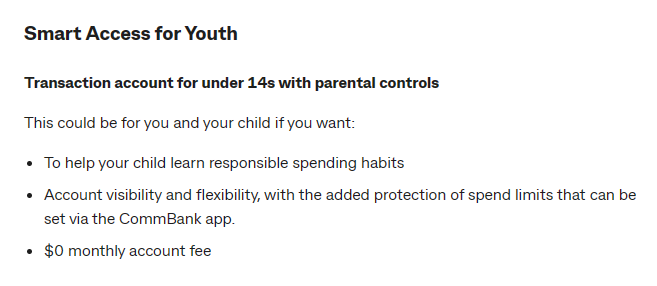 Smart Access for Youth
Transaction account for under 14s with parental controls
This could be for you and your child if you want:
• To help your child learn responsible spending habits
• Account visibility and flexibility, with the added protection of spend limits that can be
set via the CommBank app.
• $0 monthly account fee